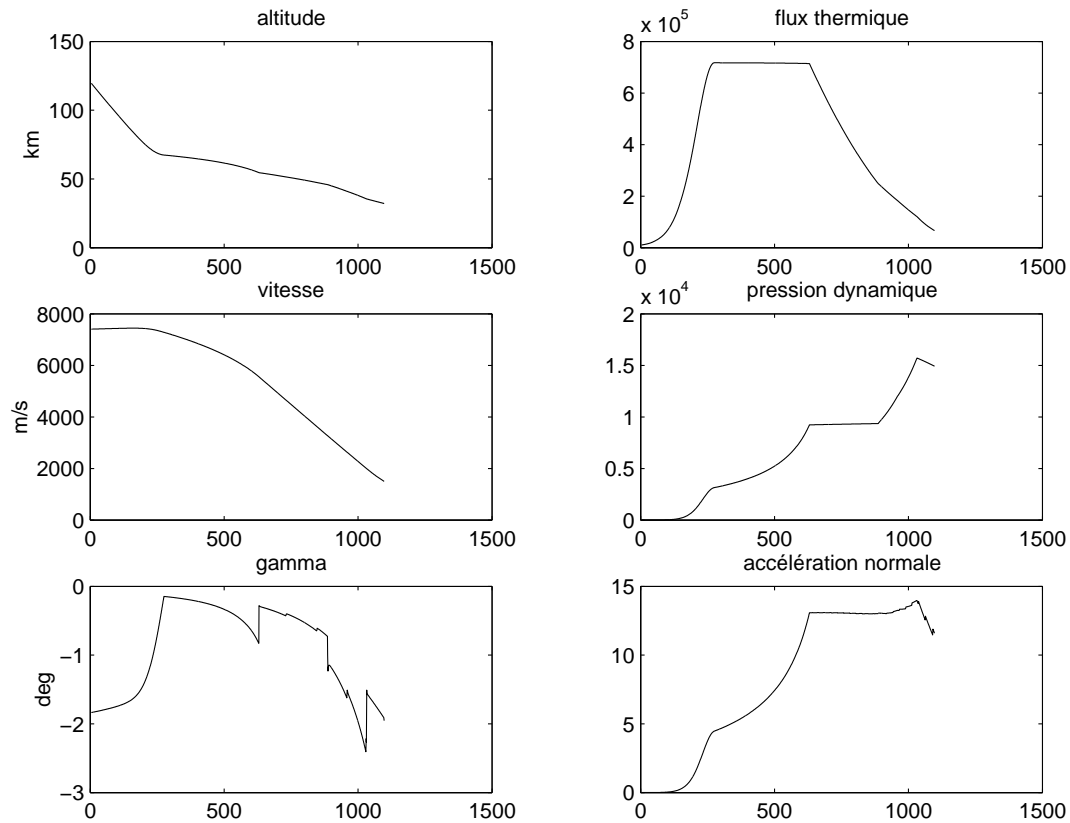 altitude
150
100
50
0
km
0 500 1000 1500
flux thermique
x 10^5
8
6
4
2
0
0 500 1000 1500
vitesse
8000
6000
4000
2000
0
m/s
0 500 1000 1500
pression dynamique
x 10^4
2
1.5
1
0.5
0
0 500 1000 1500
gamma
0
−1
−2
−3
deg
0 500 1000 1500
accélération normale
15
10
5
0
0 500 1000 1500